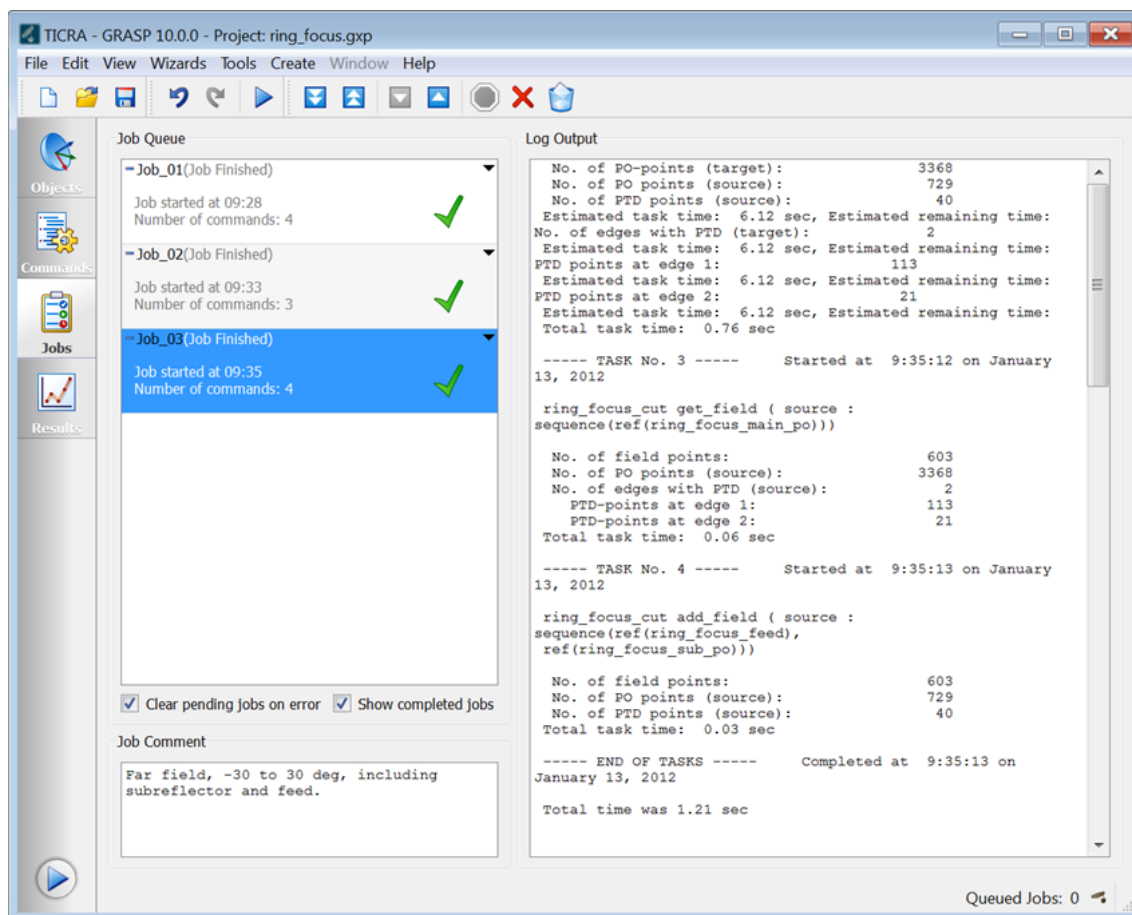 TICRA - GRASP 10.0.0 - Project: ring_focus.gxp
File Edit View Wizards Tools Create Window Help
Objects
Commands
Jobs
Results
Job Queue
Job_01(Job Finished)
Job started at 09:28
Number of commands: 4
Job_02(Job Finished)
Job started at 09:33
Number of commands: 3
Job_03(Job Finished)
Job started at 09:35
Number of commands: 4
Clear pending jobs on error Show completed jobs
Job Comment
Far field, -30 to 30 deg, including
subreflector and feed.
Log Output
No. of PO-points (target): 3368
No. of PO points (source): 729
No. of PTD points (source): 40
Estimated task time: 6.12 sec, Estimated remaining time:
No. of edges with PTD (target): 2
Estimated task time: 6.12 sec, Estimated remaining time:
PTD points at edge 1: 113
Estimated task time: 6.12 sec, Estimated remaining time:
PTD points at edge 2: 21
Estimated task time: 6.12 sec, Estimated remaining time:
Total task time: 0.76 sec
----- TASK No. 3 ----- Started at 9:35:12 on January
13, 2012
ring_focus_cut get_field ( source :
sequence(ref(ring_focus_main_po)))
No. of field points: 603
No. of PO points (source): 3368
No. of edges with PTD (source): 2
PTD-points at edge 1: 113
PTD-points at edge 2: 21
Total task time: 0.06 sec
----- TASK No. 4 ----- Started at 9:35:13 on January
13, 2012
ring_focus_cut add_field ( source :
sequence(ref(ring_focus_feed),
ref(ring_focus_sub_po)))
No. of field points: 603
No. of PO points (source): 729
No. of PTD points (source): 40
Total task time: 0.03 sec
----- END OF TASKS ----- Completed at 9:35:13 on
January 13, 2012
Total time was 1.21 sec
Queued Jobs: 0